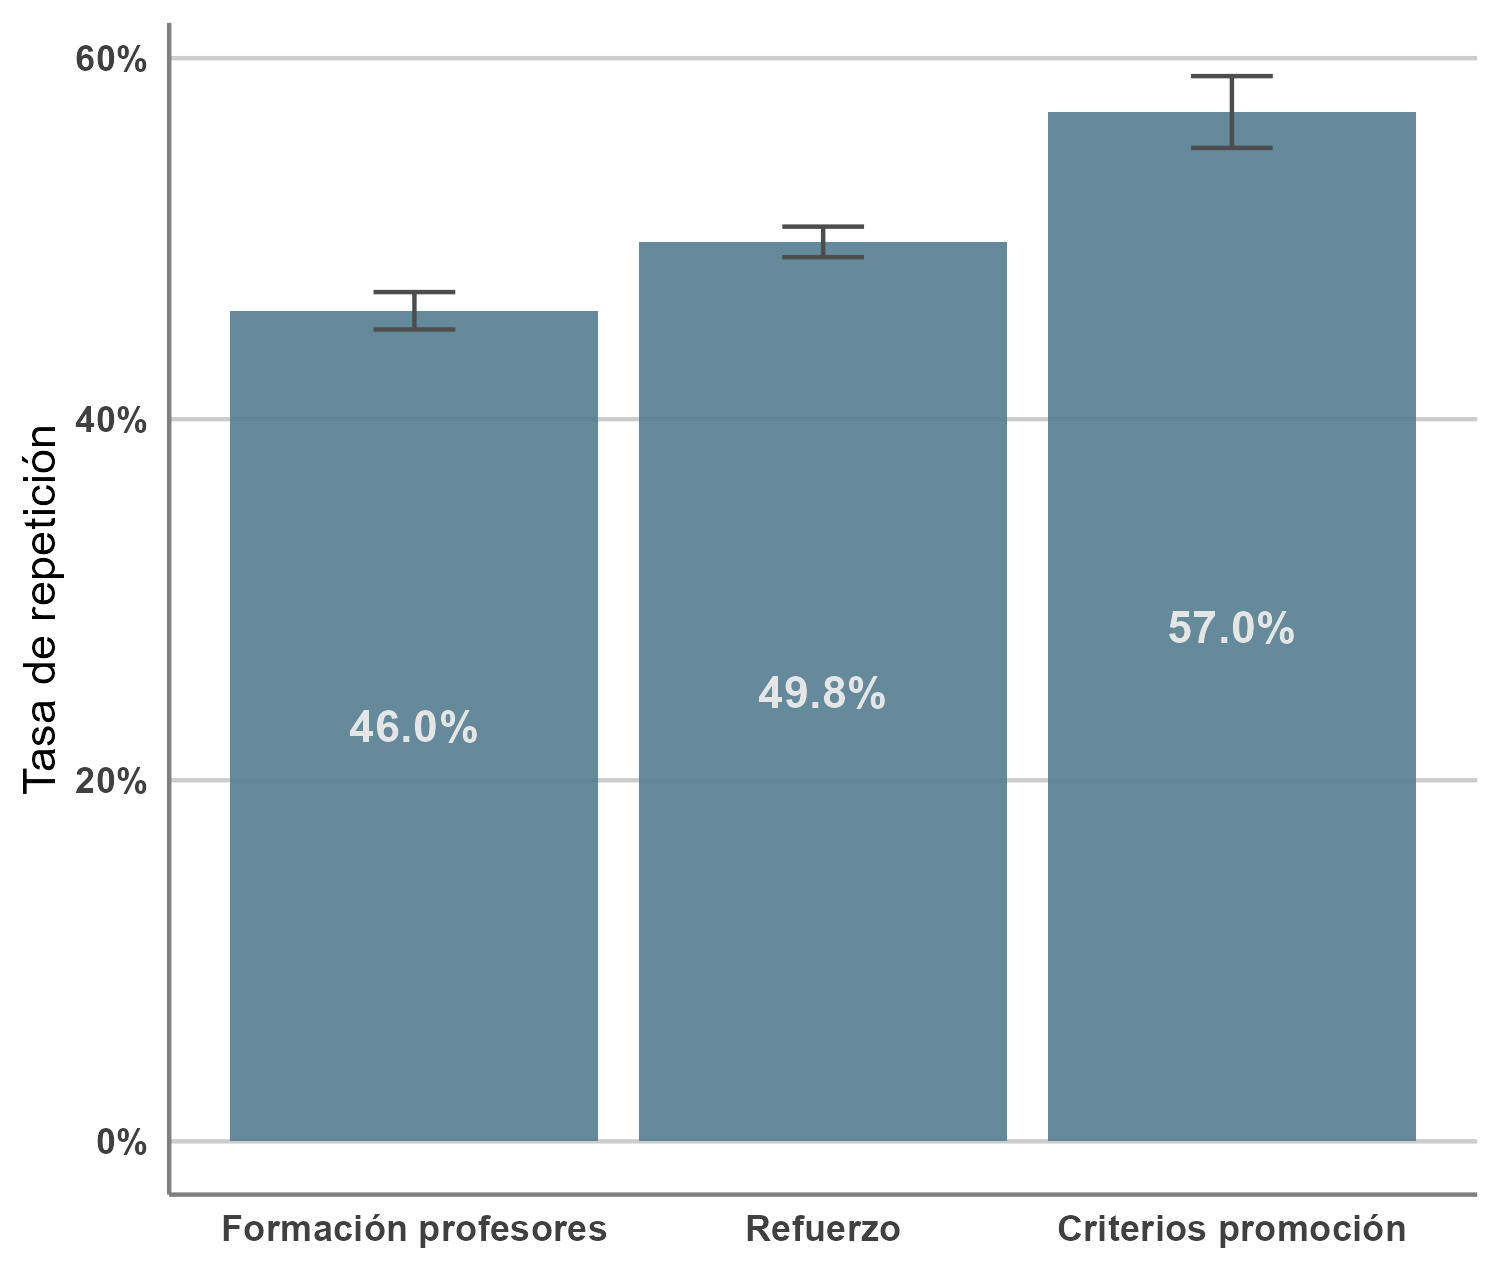 Tasa de repetición
60%
40%
20%
0%
46.0%
49.8%
57.0%
Formación profesores
Refuerzo
Criterios promoción